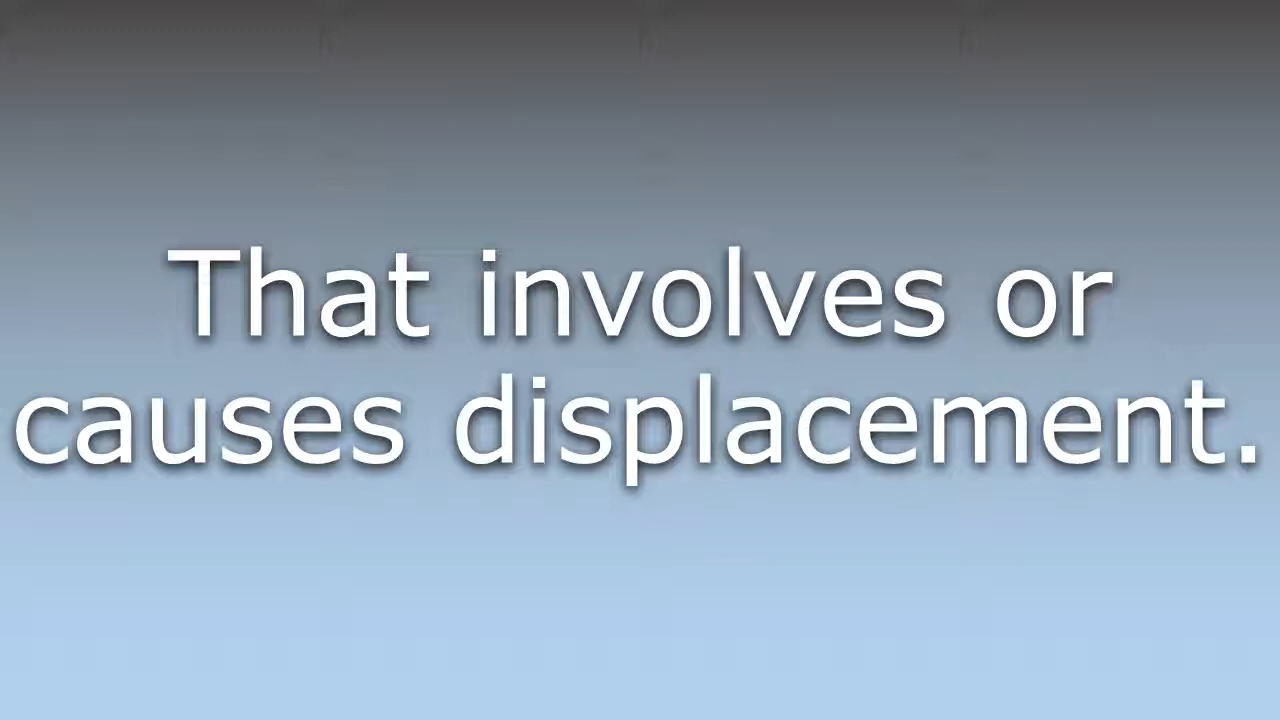 That involves or
causes displacement.